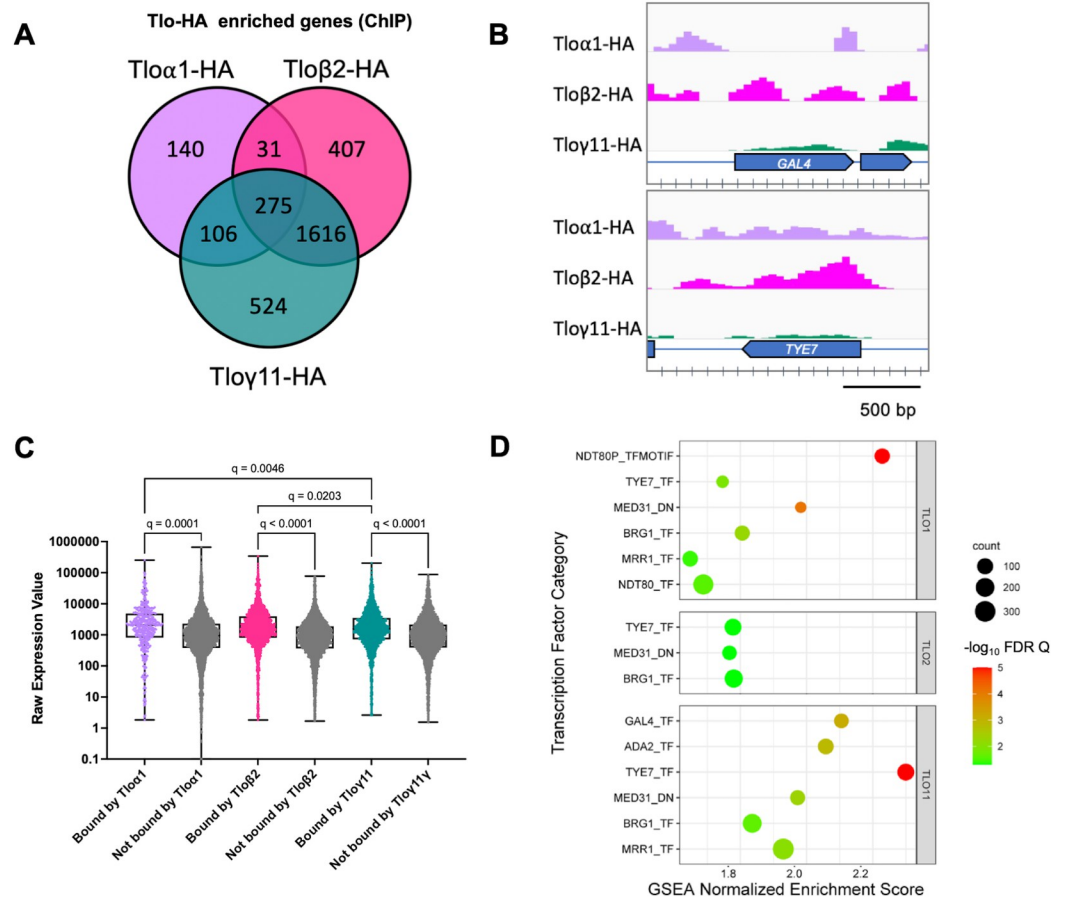 A
Tlo-HA enriched genes (ChIP)
Tloα1-HA
Tloβ2-HA
140
31
407
275
106
1616
524
Tloγ11-HA
B
Tloα1-HA
Tloβ2-HA
Tloγ11-HA
GAL4
Tloα1-HA
Tloβ2-HA
Tloγ11-HA
TYE7
500 bp
C
q = 0.0046
q = 0.0203
q = 0.0001
q < 0.0001
q < 0.0001
Raw Expression Value
1000000
100000
10000
1000
100
10
1
0.1
Bound by Tloα1
Not bound by Tloα1
Bound by Tloβ2
Not bound by Tloβ2
Bound by Tloγ11
Not bound by Tloγ11γ
D
Transcription Factor Category
NDT80P_TFMOTIF
TYE7_TF
MED31_DN
BRG1_TF
MRR1_TF
NDT80_TF
TLO1
TYE7_TF
MED31_DN
BRG1_TF
TLO2
GAL4_TF
ADA2_TF
TYE7_TF
MED31_DN
BRG1_TF
MRR1_TF
TLO11
1.8
2.0
2.2
GSEA Normalized Enrichment Score
count
100
200
300
-log10 FDR Q
5
4
3
2